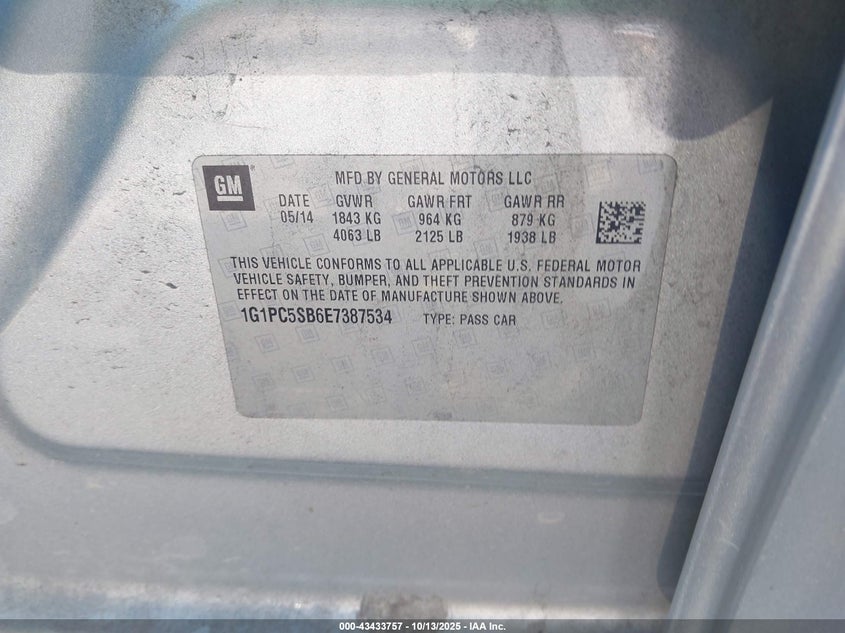 GM
MFD BY GENERAL MOTORS LLC
DATE GVWR GAWR FRT GAWR RR
05/14 1843 KG 964 KG 879 KG
4063 LB 2125 LB 1938 LB
THIS VEHICLE CONFORMS TO ALL APPLICABLE U.S. FEDERAL MOTOR
VEHICLE SAFETY, BUMPER, AND THEFT PREVENTION STANDARDS IN
EFFECT ON THE DATE OF MANUFACTURE SHOWN ABOVE.
1G1PC5SB6E7387534 TYPE: PASS CAR
000-43433757 - 10/13/2025 - IAA Inc.